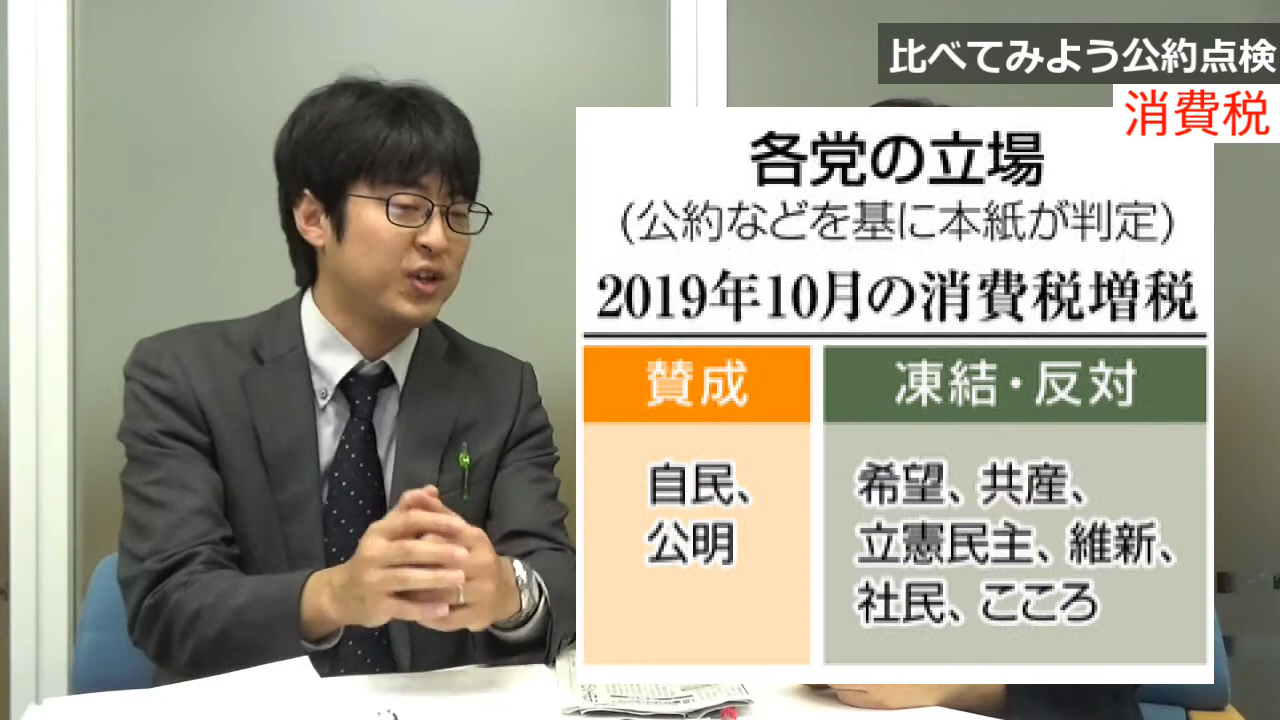 比べてみよう公約点検
消費税
各党の立場
(公約などを基に本紙が判定)
2019年10月の消費税増税
賛成
自民、
公明
凍結・反対
希望、共産、
立憲民主、維新、
社民、こころ